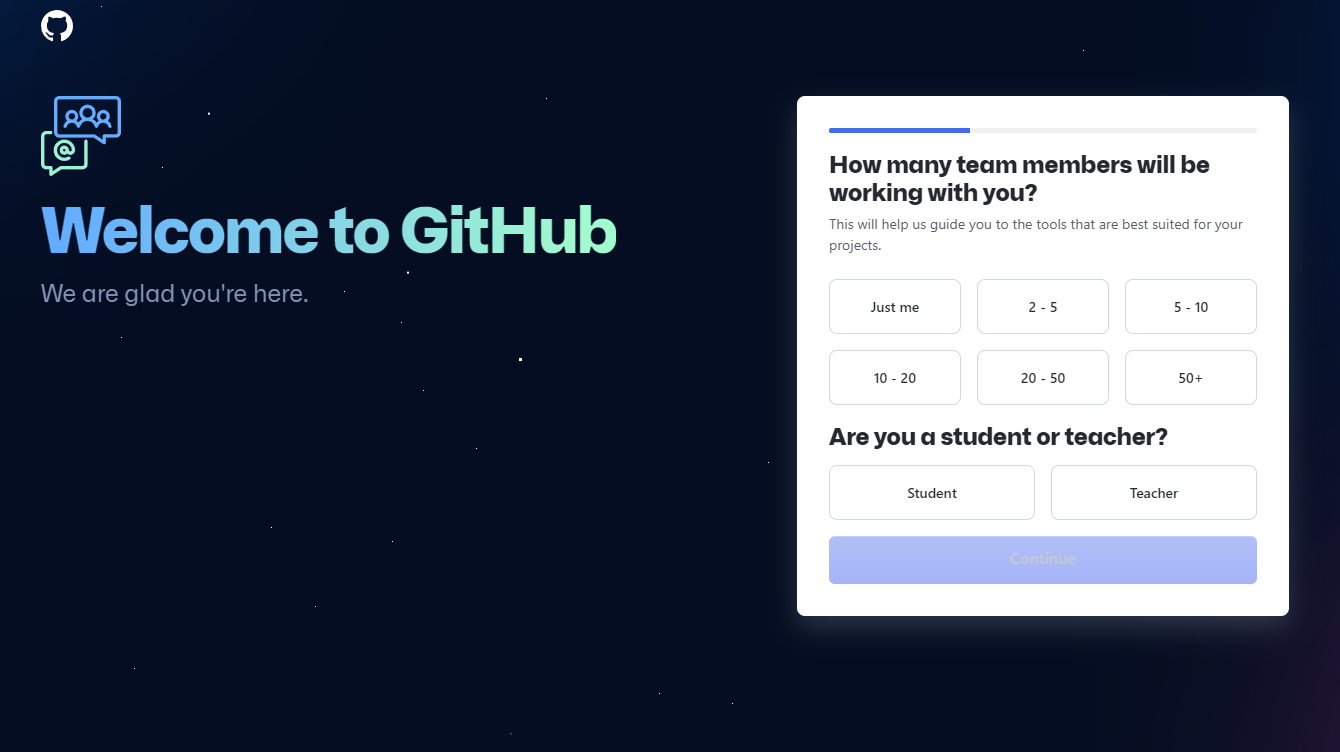 @
Welcome to GitHub
We are glad you're here.
How many team members will be
working with you?
This will help us guide you to the tools that are best suited for your
projects.
Just me
2 - 5
5 - 10
10 - 20
20 - 50
50+
Are you a student or teacher?
Student
Teacher
Continue